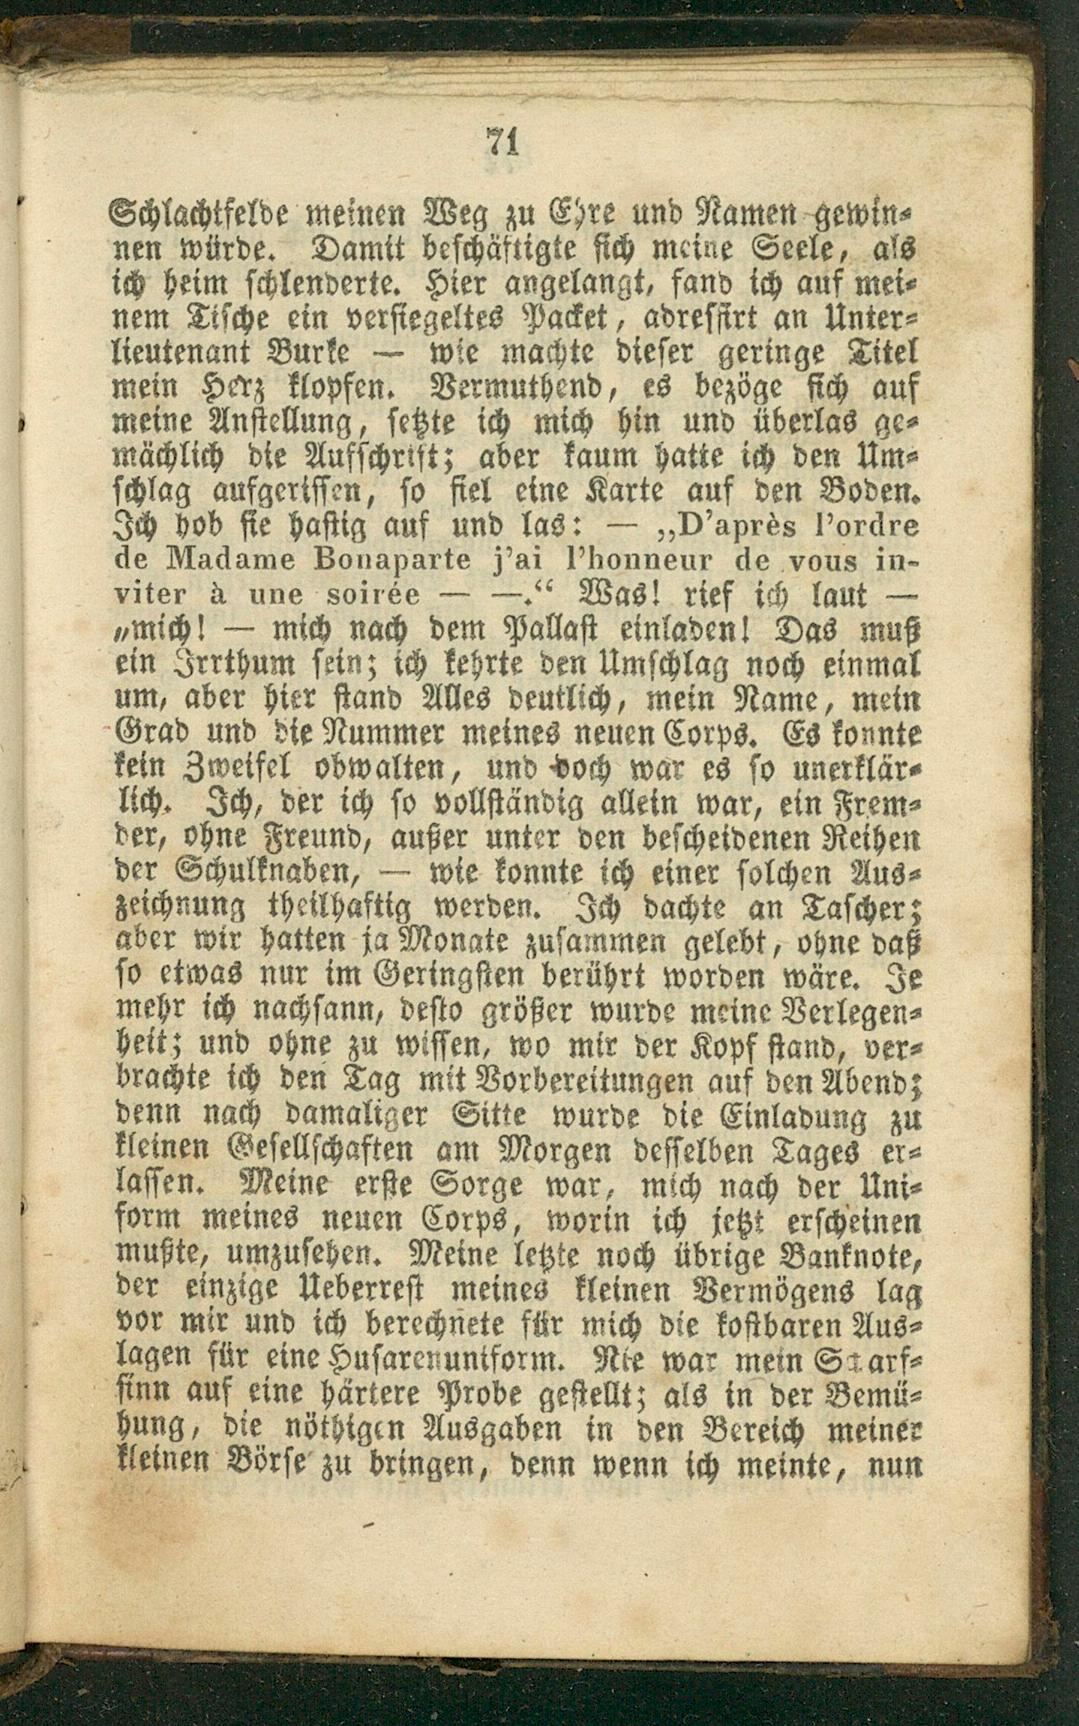 71
Schlachtfelde meinen Weg zu Ehre und Namen gewin-
nen würde. Damit beschäftigte sich meine Seele, als
ich heim schlenderte. Hier angelangt, fand ich auf mei-
nem Tische ein versiegeltes Packet, adressirt an Unter-
lieutenant Burke — wie machte dieser geringe Titel
mein Herz klopfen. Vermuthend, es bezöge sich auf
meine Anstellung, setzte ich mich hin und überlas ge-
mächlich die Aufschrift; aber kaum hatte ich den Um-
schlag aufgerissen, so fiel eine Karte auf den Boden.
Ich hob sie hastig auf und las: — „D'après l'ordre
de Madame Bonaparte j'ai l'honneur de vous in-
viter à une soirée — —.“ Was! rief ich laut —
„mich! — mich nach dem Pallast einladen! Das muß
ein Irrthum sein; ich kehrte den Umschlag noch einmal
um, aber hier stand Alles deutlich, mein Name, mein
Grad und die Nummer meines neuen Corps. Es konnte
kein Zweifel obwalten, und doch war es so unerklär-
lich. Ich, der ich so vollständig allein war, ein Frem-
der, ohne Freund, außer unter den bescheidenen Reihen
der Schulknaben, — wie konnte ich einer solchen Aus-
zeichnung theilhaftig werden. Ich dachte an Tascher;
aber wir hatten ja Monate zusammen gelebt, ohne daß
so etwas nur im Geringsten berührt worden wäre. Je
mehr ich nachsann, desto größer wurde meine Verlegen-
heit; und ohne zu wissen, wo mir der Kopf stand, ver-
brachte ich den Tag mit Vorbereitungen auf den Abend;
denn nach damaliger Sitte wurde die Einladung zu
kleinen Gesellschaften am Morgen desselben Tages er-
lassen. Meine erste Sorge war, mich nach der Uni-
form meines neuen Corps, worin ich jetzt erscheinen
mußte, umzusehen. Meine letzte noch übrige Banknote,
der einzige Ueberrest meines kleinen Vermögens lag
vor mir und ich berechnete für mich die kostbaren Aus-
lagen für eine Husarenuniform. Nie war mein Scharf-
sinn auf eine härtere Probe gestellt; als in der Bemü-
hung, die nöthigen Ausgaben in den Bereich meiner
kleinen Börse zu bringen, denn wenn ich meinte, nun